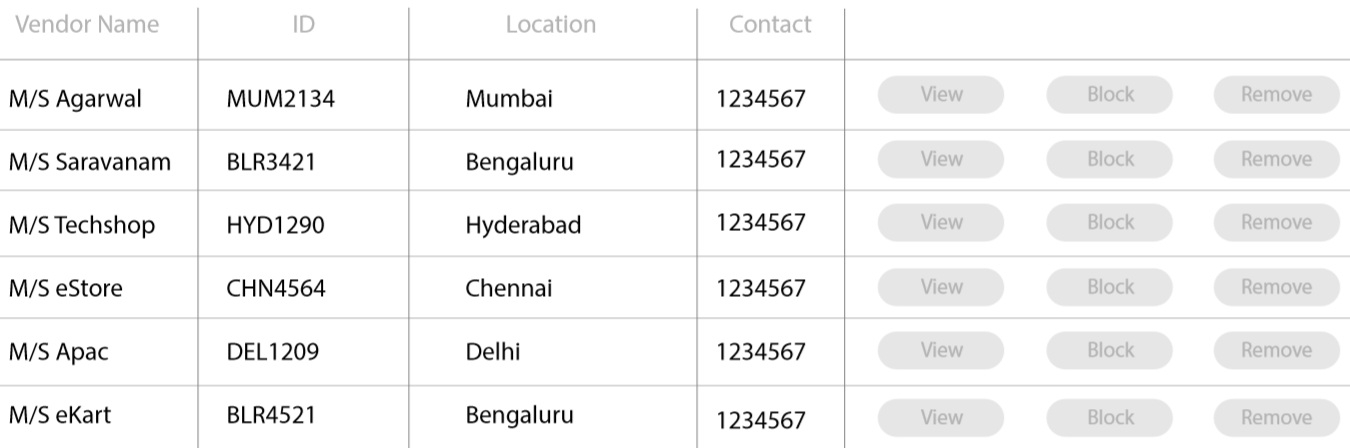 Vendor Name ID Location Contact
M/S Agarwal MUM2134 Mumbai 1234567 View Block Remove
M/S Saravanam BLR3421 Bengaluru 1234567 View Block Remove
M/S Techshop HYD1290 Hyderabad 1234567 View Block Remove
M/S eStore CHN4564 Chennai 1234567 View Block Remove
M/S Apac DEL1209 Delhi 1234567 View Block Remove
M/S eKart BLR4521 Bengaluru 1234567 View Block Remove